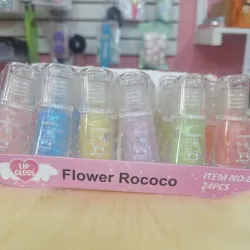 LIP
GLOSS
Flower Rococo
ITEM NO:
24PCS